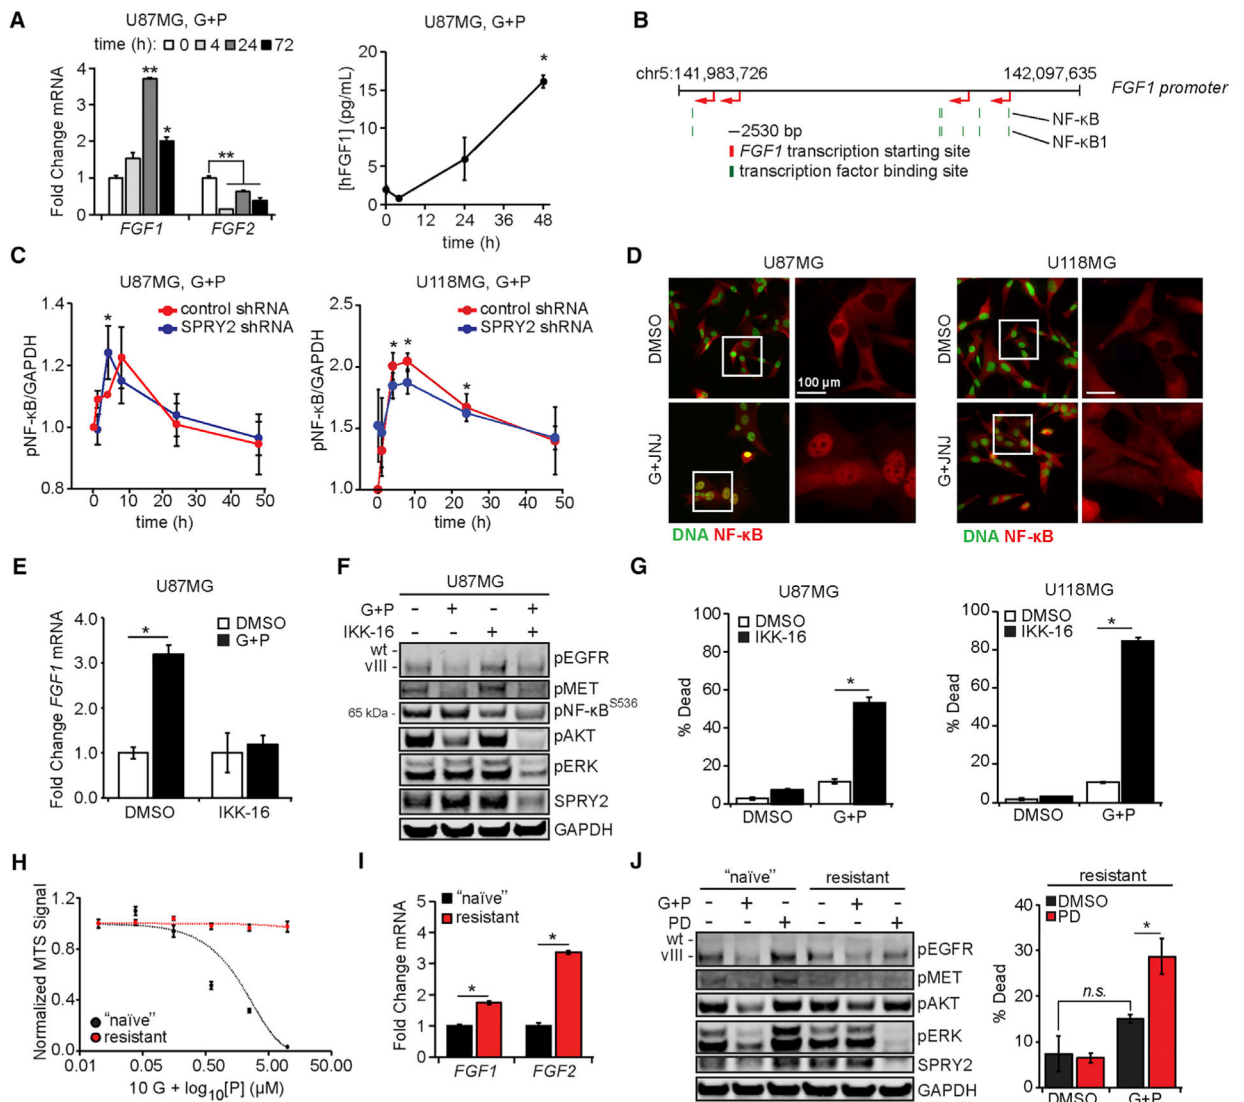 A
U87MG, G+P
time (h): 0 4 24 72
Fold Change mRNA
4
3
2
1
0
**
*
**
FGF1
FGF2
U87MG, G+P
[hFGF1] (pg/mL)
20
15
10
5
0
*
0 12 24 36 48
time (h)
B
chr5:141,983,726
142,097,635
FGF1 promoter
NF-κB
NF-κB1
2530 bp
FGF1 transcription starting site
transcription factor binding site
C
U87MG, G+P
control shRNA
SPRY2 shRNA
pNF-κB/GAPDH
1.4
1.2
1.0
0.8
*
0 10 20 30 40 50
time (h)
U118MG, G+P
control shRNA
SPRY2 shRNA
pNF-κB/GAPDH
2.5
2.0
1.5
1.0
* *
*
0 10 20 30 40 50
time (h)
D
U87MG
U118MG
DMSO
G+JNJ
100 µm
DNA NF-κB
DMSO
G+JNJ
DNA NF-κB
E
U87MG
Fold Change FGF1 mRNA
4.0
3.0
2.0
1.0
0.0
*
DMSO
G+P
DMSO
IKK-16
F
U87MG
G+P - + - +
IKK-16 - - + +
wt -
vIII -
pEGFR
pMET
65 kDa -
pNF-κB S536
pAKT
pERK
SPRY2
GAPDH
G
U87MG
% Dead
100
80
60
40
20
0
DMSO
IKK-16
*
DMSO
G+P
U118MG
% Dead
100
80
60
40
20
0
DMSO
IKK-16
*
DMSO
G+P
H
Normalized MTS Signal
1.2
0.8
0.4
0.0
"naïve"
resistant
0.01 0.05 0.50 5.00 50.00
10 G + log10[P] (µM)
I
"naïve"
resistant
Fold Change mRNA
5
4
3
2
1
0
*
*
FGF1
FGF2
J
"naïve"
resistant
G+P - + - - + -
PD - - + - - +
wt -
vIII -
pEGFR
pMET
pAKT
pERK
SPRY2
GAPDH
resistant
% Dead
40
30
20
10
0
DMSO
PD
*
n.s.
DMSO
G+P